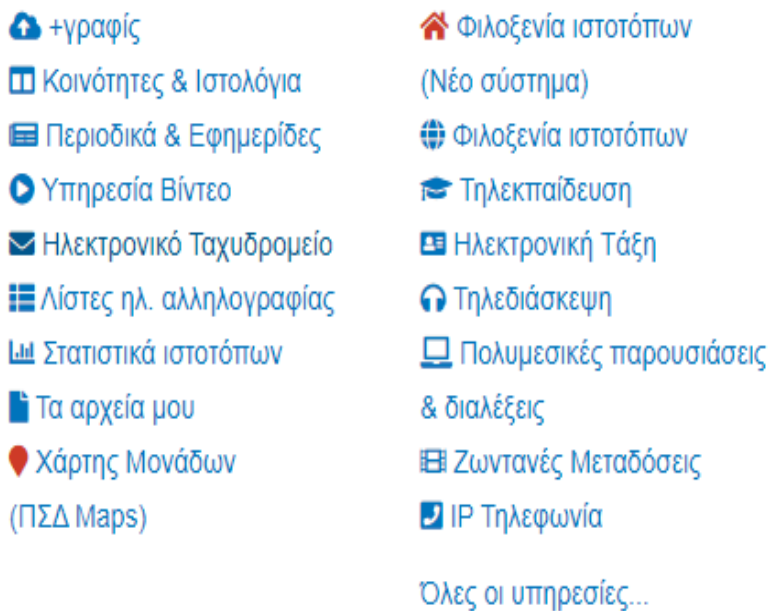 +γραφίς
Κοινότητες & Ιστολόγια
Περιοδικά & Εφημερίδες
Υπηρεσία Βίντεο
Ηλεκτρονικό Ταχυδρομείο
Λίστες ηλ. αλληλογραφίας
Στατιστικά ιστοτόπων
Τα αρχεία μου
Χάρτης Μονάδων
(ΠΣΔ Maps)
Φιλοξενία ιστοτόπων
(Νέο σύστημα)
Φιλοξενία ιστοτόπων
Τηλεκπαίδευση
Ηλεκτρονική Τάξη
Τηλεδιάσκεψη
Πολυμεσικές παρουσιάσεις
& διαλέξεις
Ζωντανές Μεταδόσεις
IP Τηλεφωνία
Όλες οι υπηρεσίες...